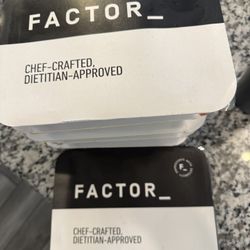 FACTOR_
CHEF-CRAFTED,
DIETITIAN-APPROVED
FACTOR_
CHEF-CRAFTED,
DIETITIAN-APPROVED